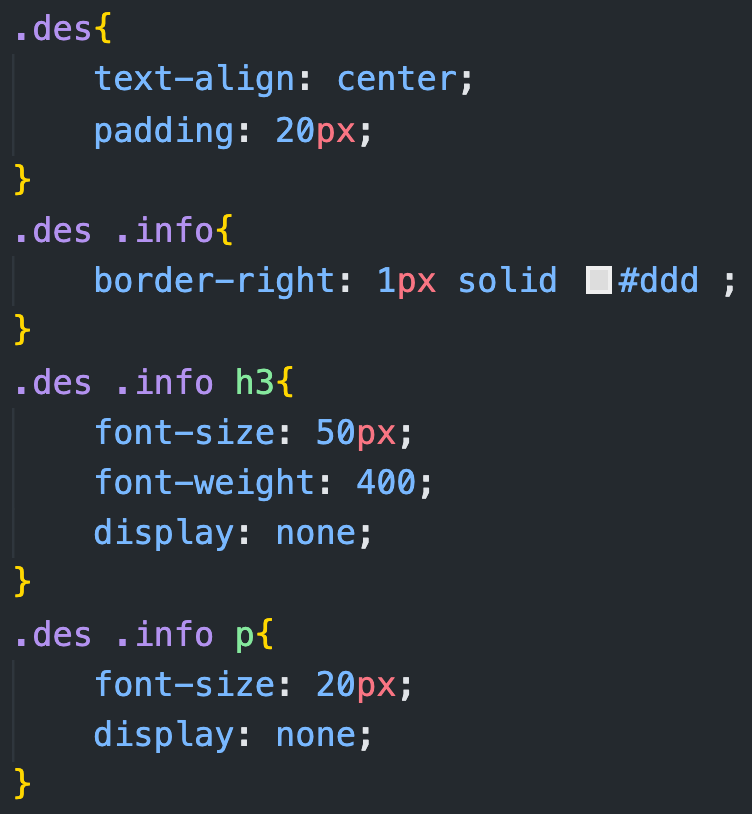 .des{
    text-align: center;
    padding: 20px;
}
.des .info{
    border-right: 1px solid #ddd ;
}
.des .info h3{
    font-size: 50px;
    font-weight: 400;
    display: none;
}
.des .info p{
    font-size: 20px;
    display: none;
}